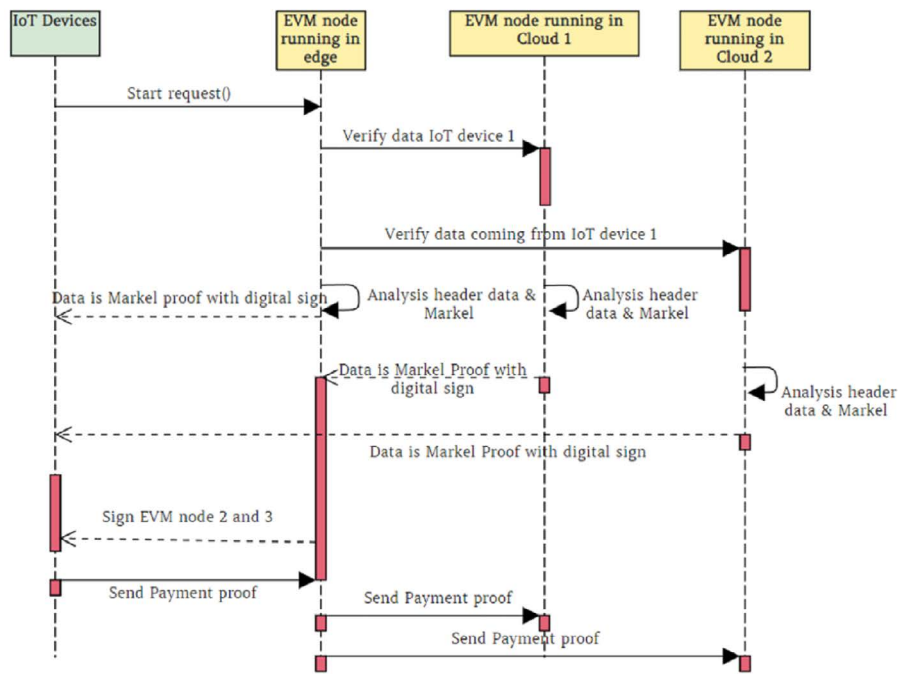 IoT Devices
EVM node
running in
edge
EVM node running in
Cloud 1
EVM node
running in
Cloud 2
Start request()
Verify data IoT device 1
Verify data coming from IoT device 1
Data is Markel proof with digital sign
Analysis header data &
Markel
Analysis header
data & Markel
Data is Markel Proof with
digital sign
Analysis header
data & Markel
Data is Markel Proof with digital sign
Sign EVM node 2 and 3
Send Payment proof
Send Payment proof
Send Payment proof